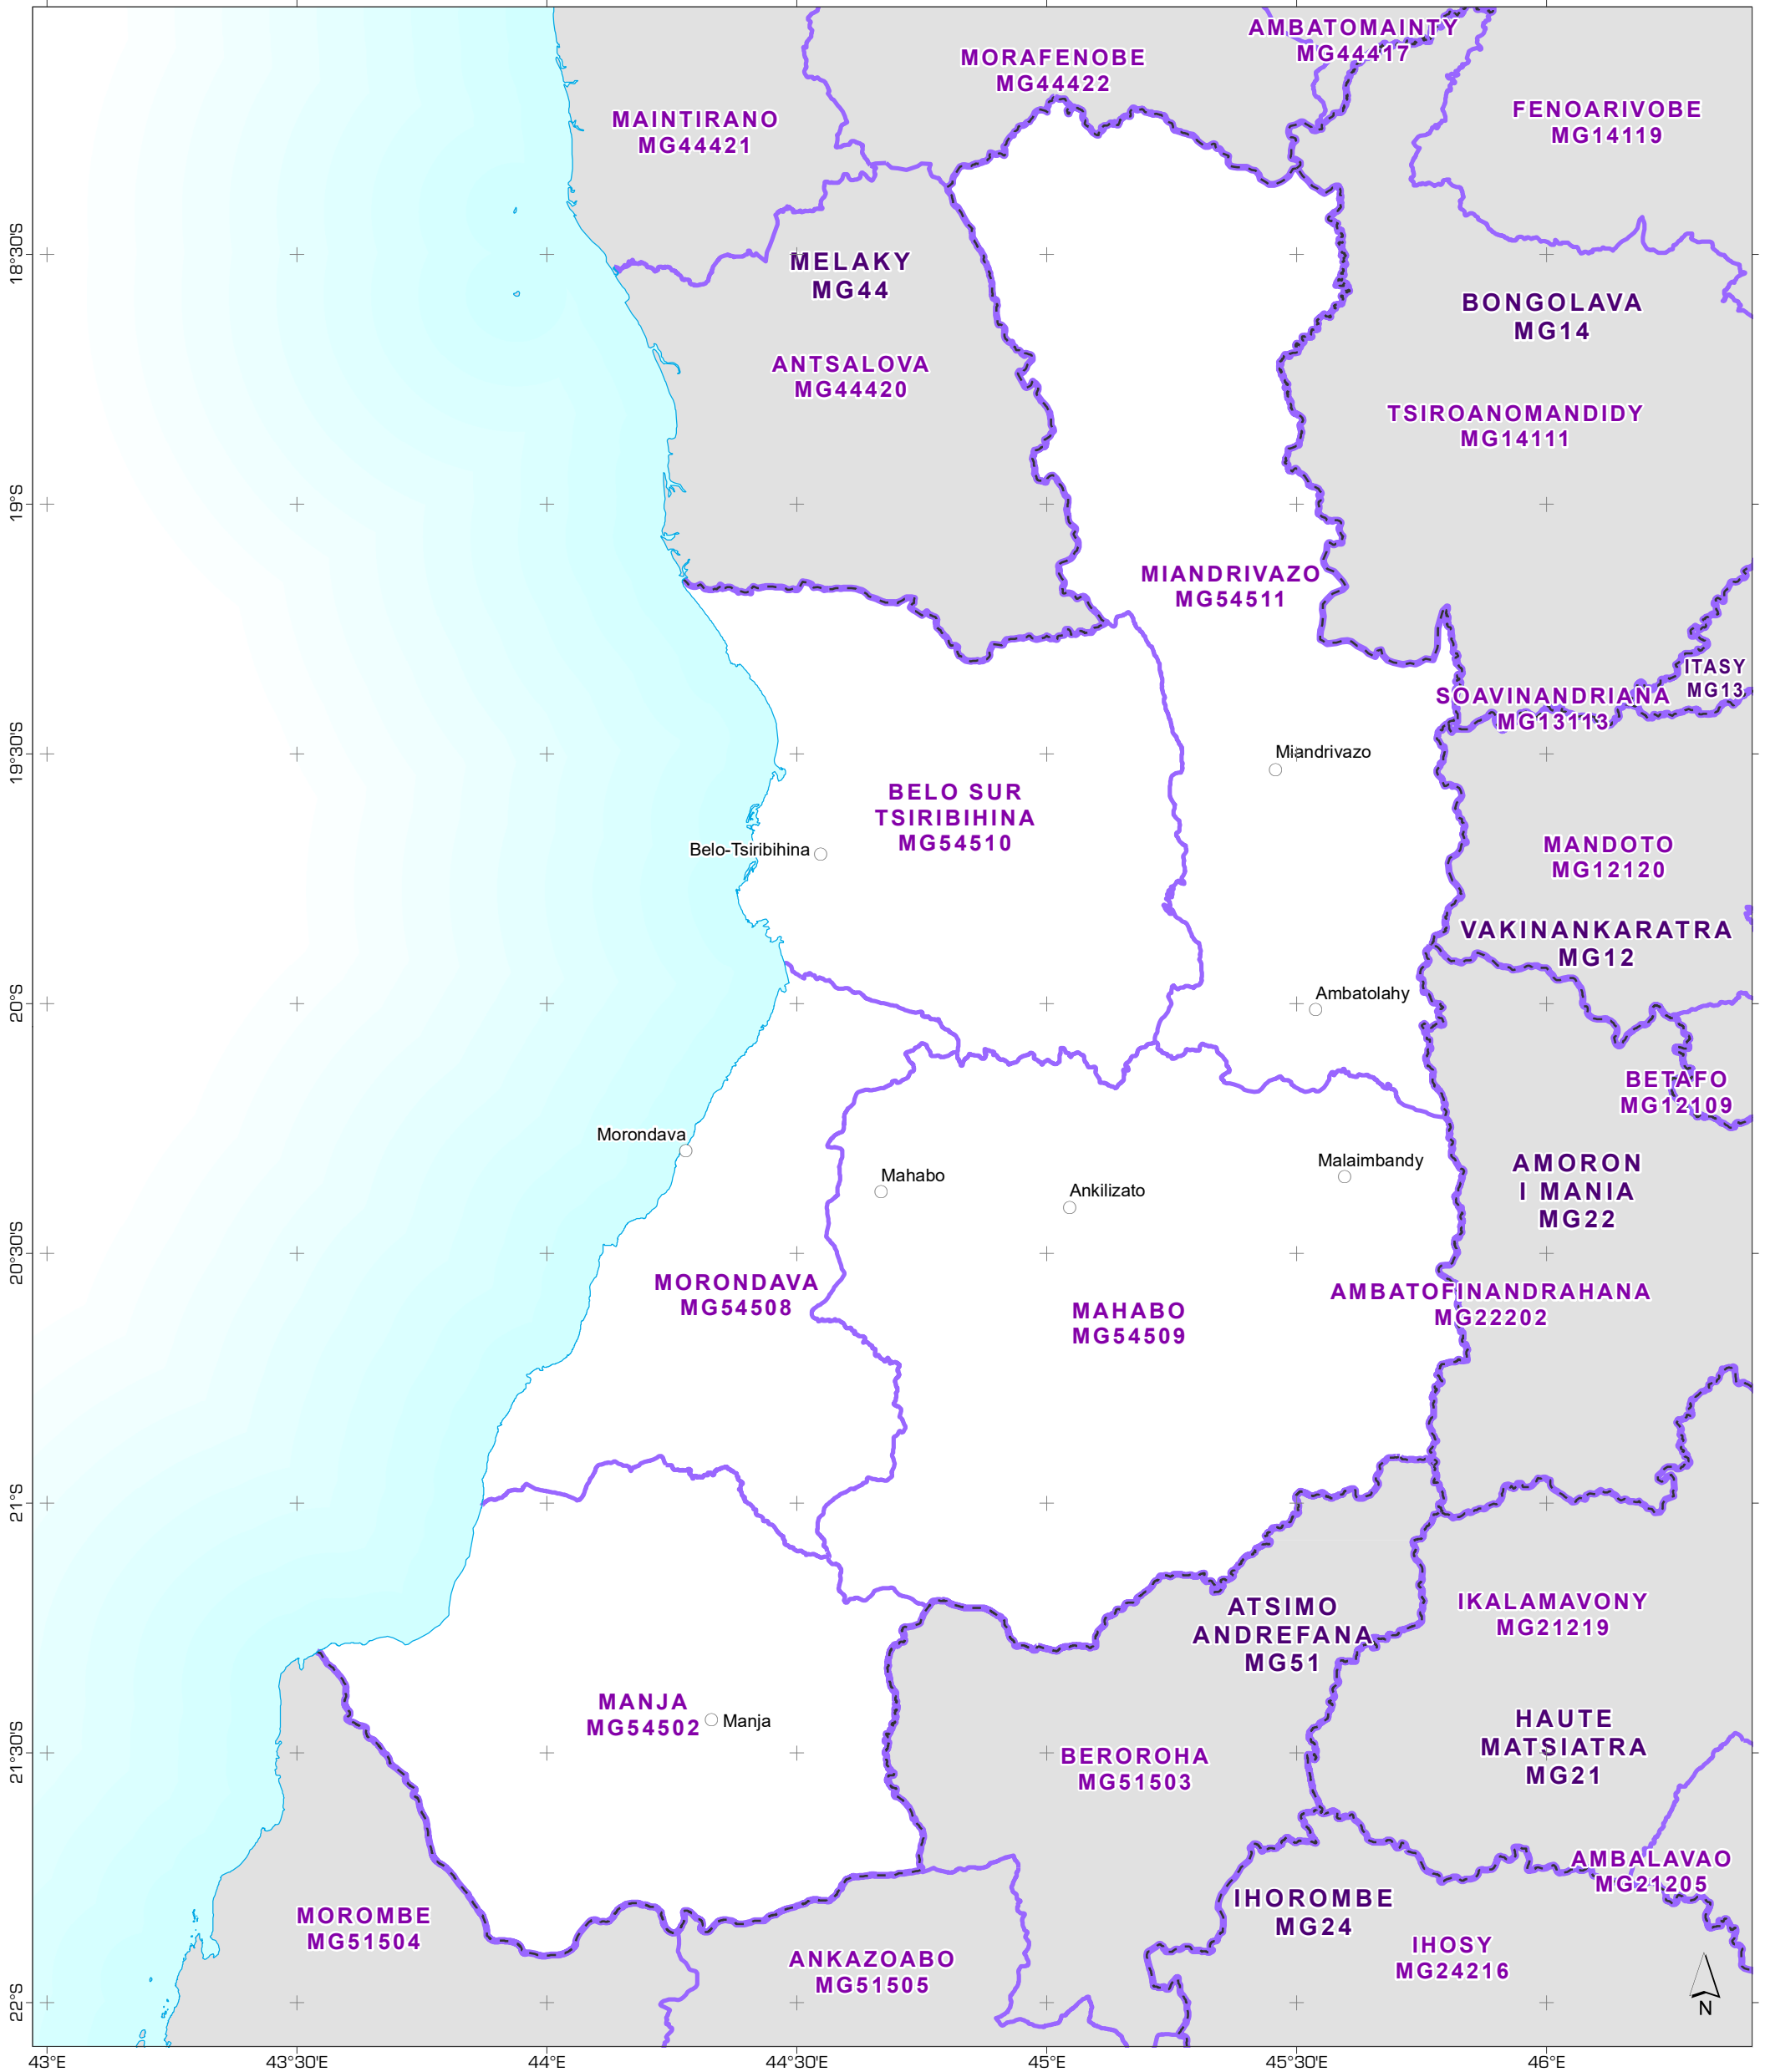 AMBATOMAINTY
MG44417
MORAFENOBE
MG44422
MAINTIRANO
MG44421
FENOARIVOBE
MG14119
18°30'S
MELAKY
MG44
BONGOLAVA
MG14
ANTSALOVA
MG44420
TSIROANOMANDIDY
MG14111
19°S
MIANDRIVAZO
MG54511
ITASY
MG13
SOAVINANDRIANA
MG13113
19°30'S
Miandrivazo
BELO SUR
TSIRIBIHINA
MG54510
Belo-Tsiribihina
MANDOTO
MG12120
VAKINANKARATRA
MG12
20°S
Ambatolahy
BETAFO
MG12109
Morondava
Mahabo
Ankilizato
Malaimbandy
AMORON
I MANIA
MG22
20°30'S
MORONDAVA
MG54508
MAHABO
MG54509
AMBATOFINANDRAHANA
MG22202
21°S
ATSIMO
ANDREFANA
MG51
IKALAMAVONY
MG21219
MANJA
MG54502
Manja
HAUTE
MATSIATRA
MG21
21°30'S
BEROROHA
MG51503
AMBALAVAO
MG21205
IHOROMBE
MG24
MOROMBE
MG51504
IHOSY
MG24216
ANKAZOABO
MG51505
22°S
N
43°E
43°30'E
44°E
44°30'E
45°E
45°30'E
46°E